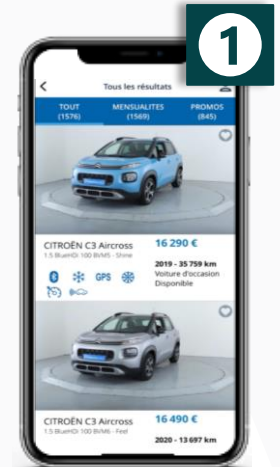 1
Tous les résultats
TOUT MENSUALITES PROMOS
(1576) (1569) (845)
CITROËN C3 Aircross 16 290 €
1.5 BlueHDi 100 BVM5 - Shine
2019 - 35 759 km
Voiture d'occasion
GPS
Disponible
CITROËN C3 Aircross 16 490 €
1.5 BlueHDi 100 BVM6 - Feel
2020 - 13 697 km